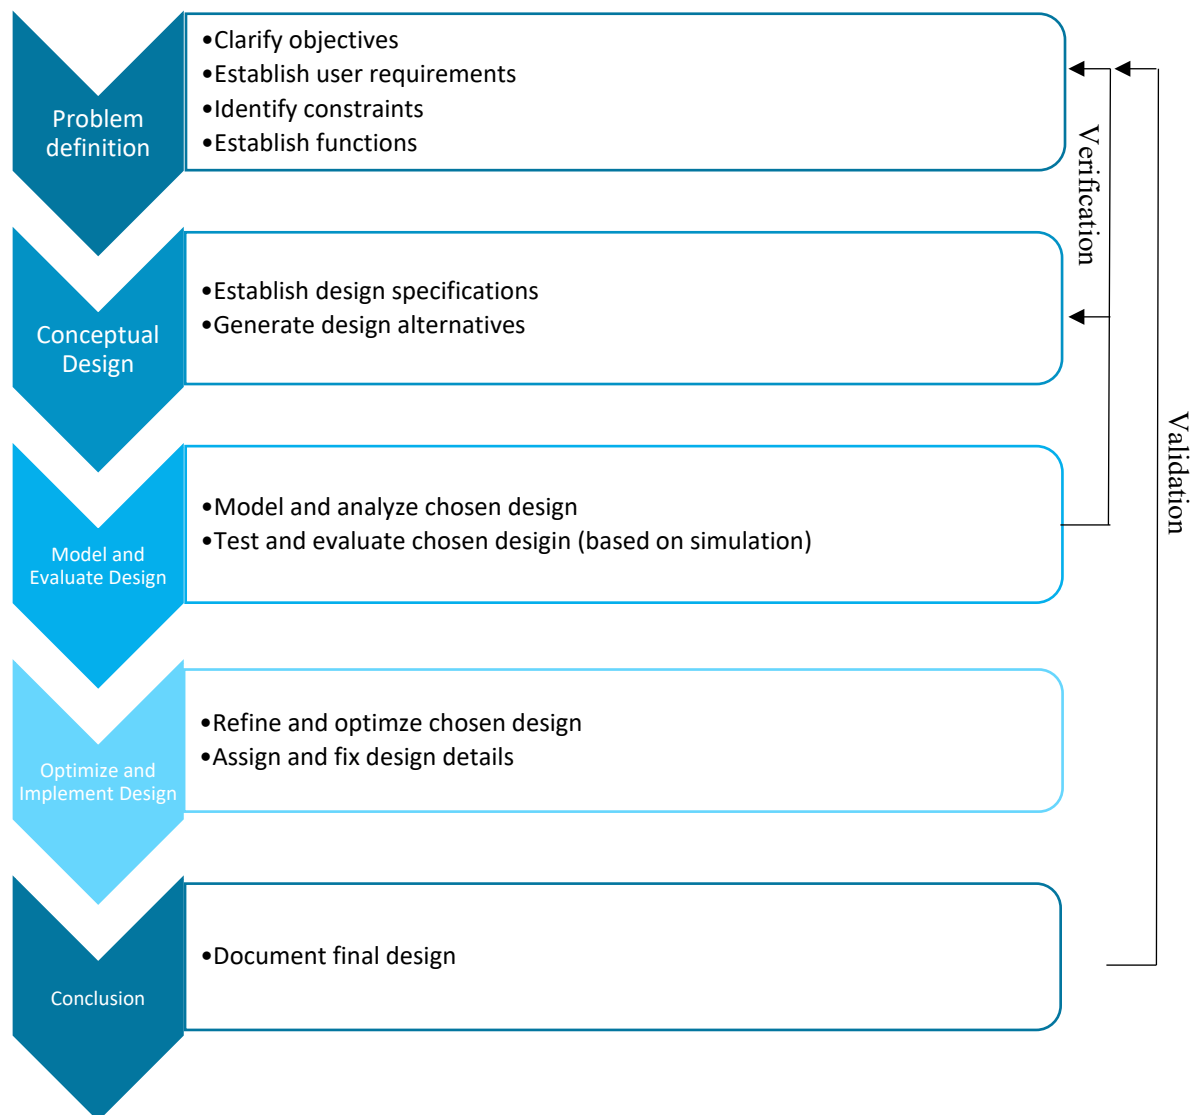 Problem
definition
•Clarify objectives
•Establish user requirements
•Identify constraints
•Establish functions
Verification
Conceptual
Design
•Establish design specifications
•Generate design alternatives
Validation
Model and
Evaluate Design
•Model and analyze chosen design
•Test and evaluate chosen desigin (based on simulation)
Optimize and
Implement Design
•Refine and optimze chosen design
•Assign and fix design details
Conclusion
•Document final design